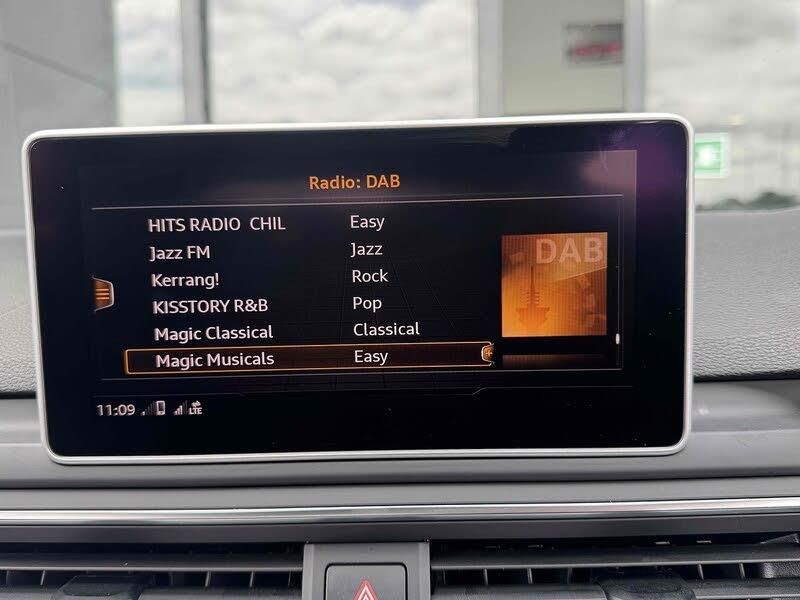 Radio: DAB
HITS RADIO CHIL Easy
Jazz FM Jazz
Kerrang! Rock
KISSTORY R&B Pop
Magic Classical Classical
Magic Musicals Easy
DAB
11:09 LTE